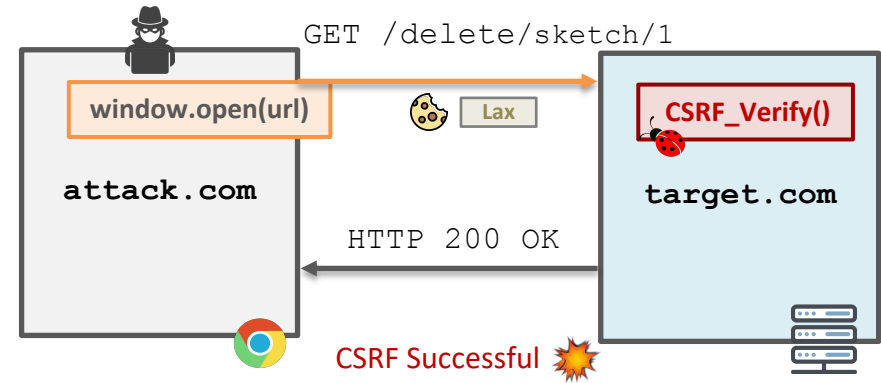 GET /delete/sketch/1
window.open(url)
Lax
CSRF_Verify()
attack.com
target.com
HTTP 200 OK
CSRF Successful